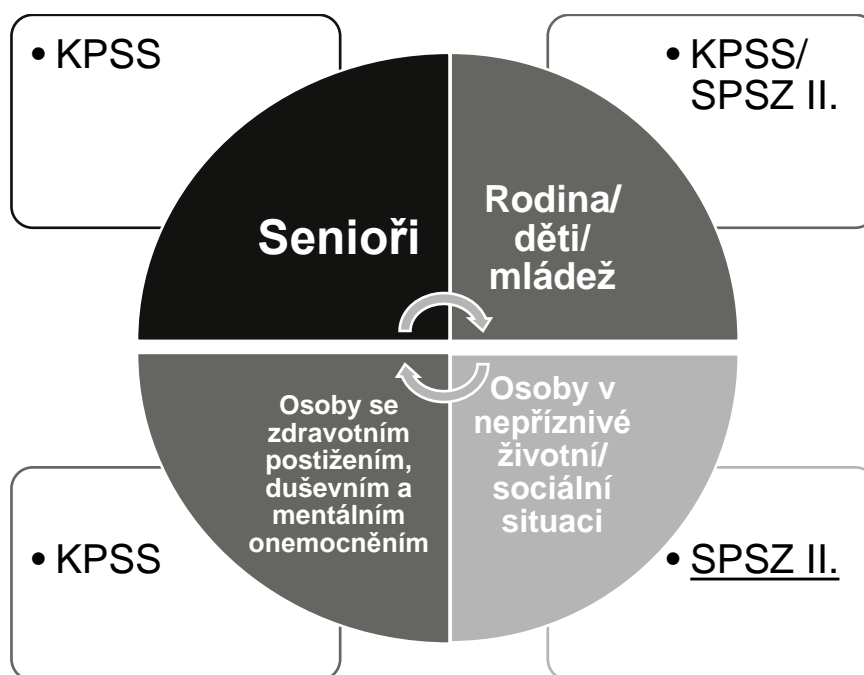 • KPSS
• KPSS/
SPSZ II.
Senioři
Rodina/
děti/
mládež
Osoby se
zdravotním
postižením,
duševním a
mentálním
onemocněním
Osoby v
nepříznivé
životní/
sociální
situaci
• KPSS
• SPSZ II.